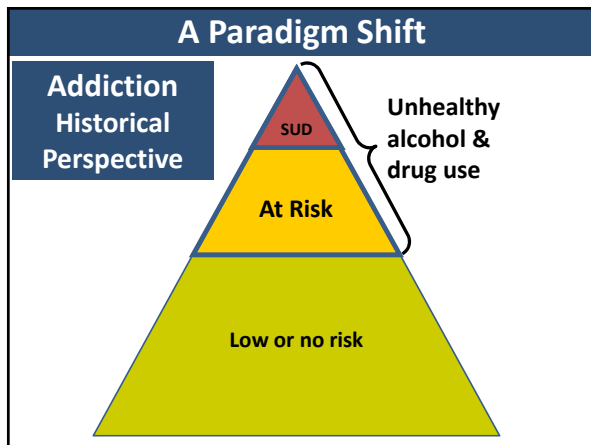 A Paradigm Shift
Addiction
Historical
Perspective
Unhealthy
alcohol &
drug use
SUD
At Risk
Low or no risk